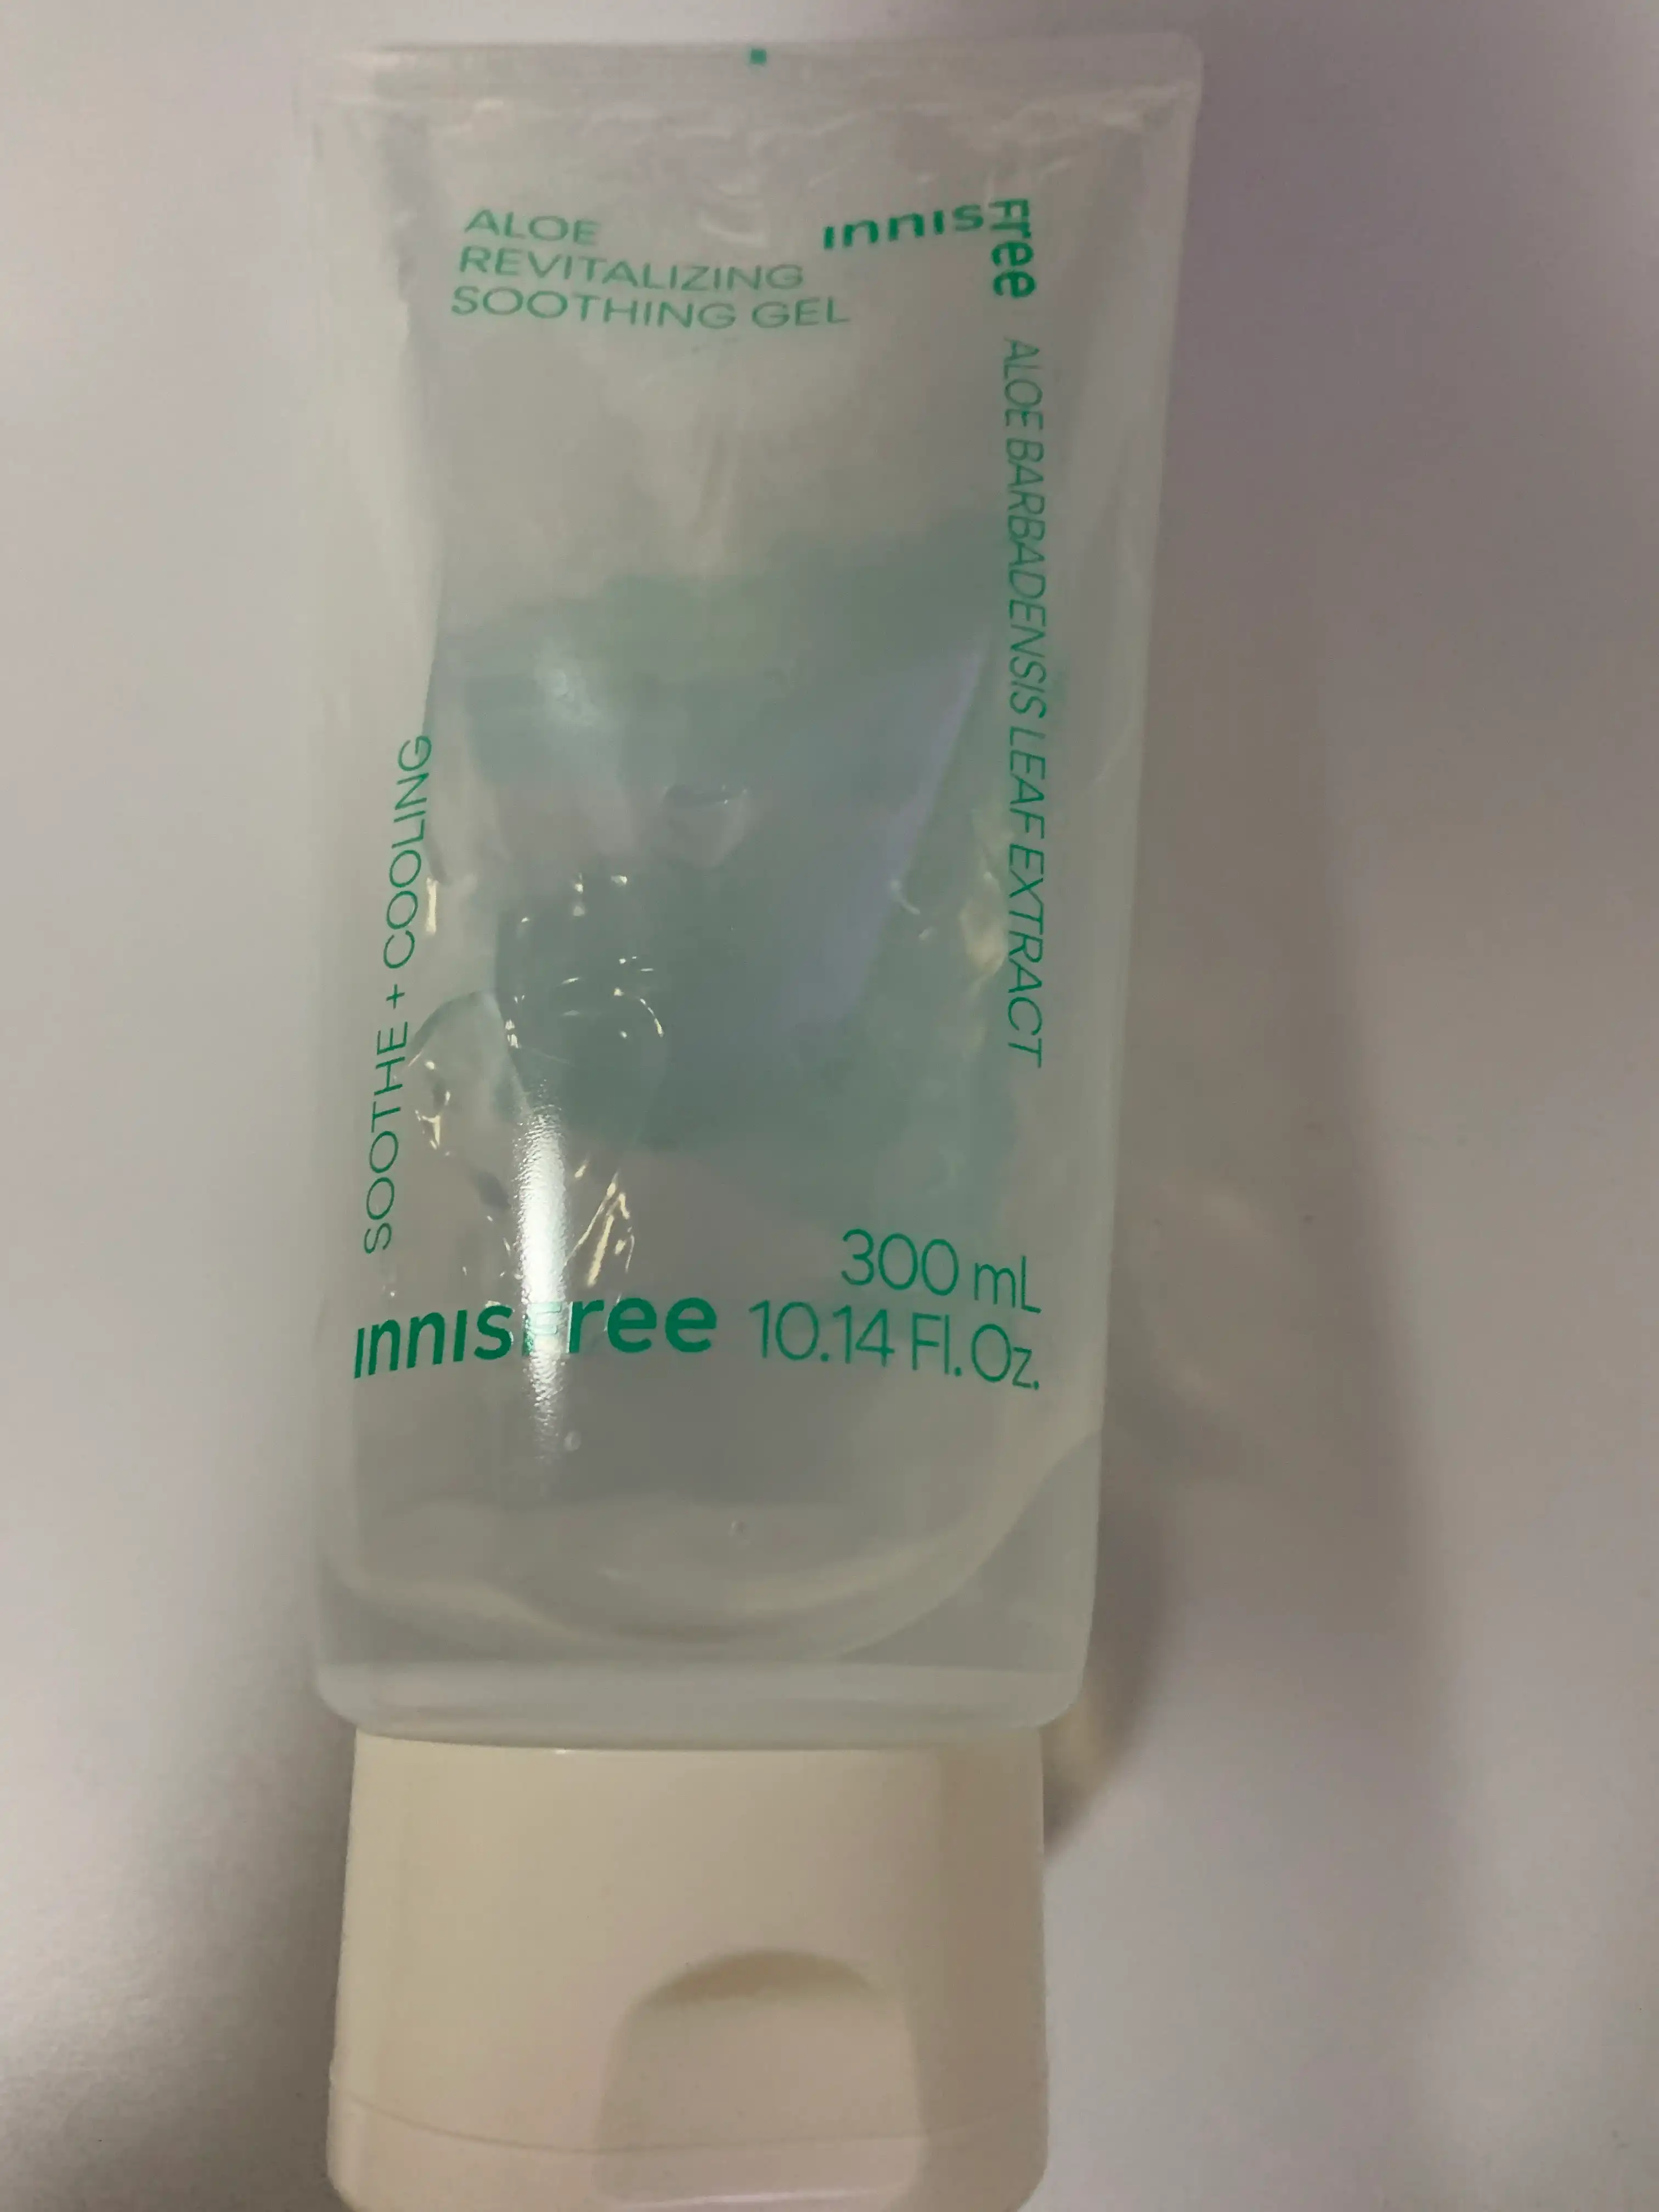 ALOE
REVITALIZING
SOOTHING GEL
innisfree
ALOE BARBADENSIS LEAF EXTRACT
SOOTHE + COOLING
300 mL
innisfree 10.14 Fl.Oz.